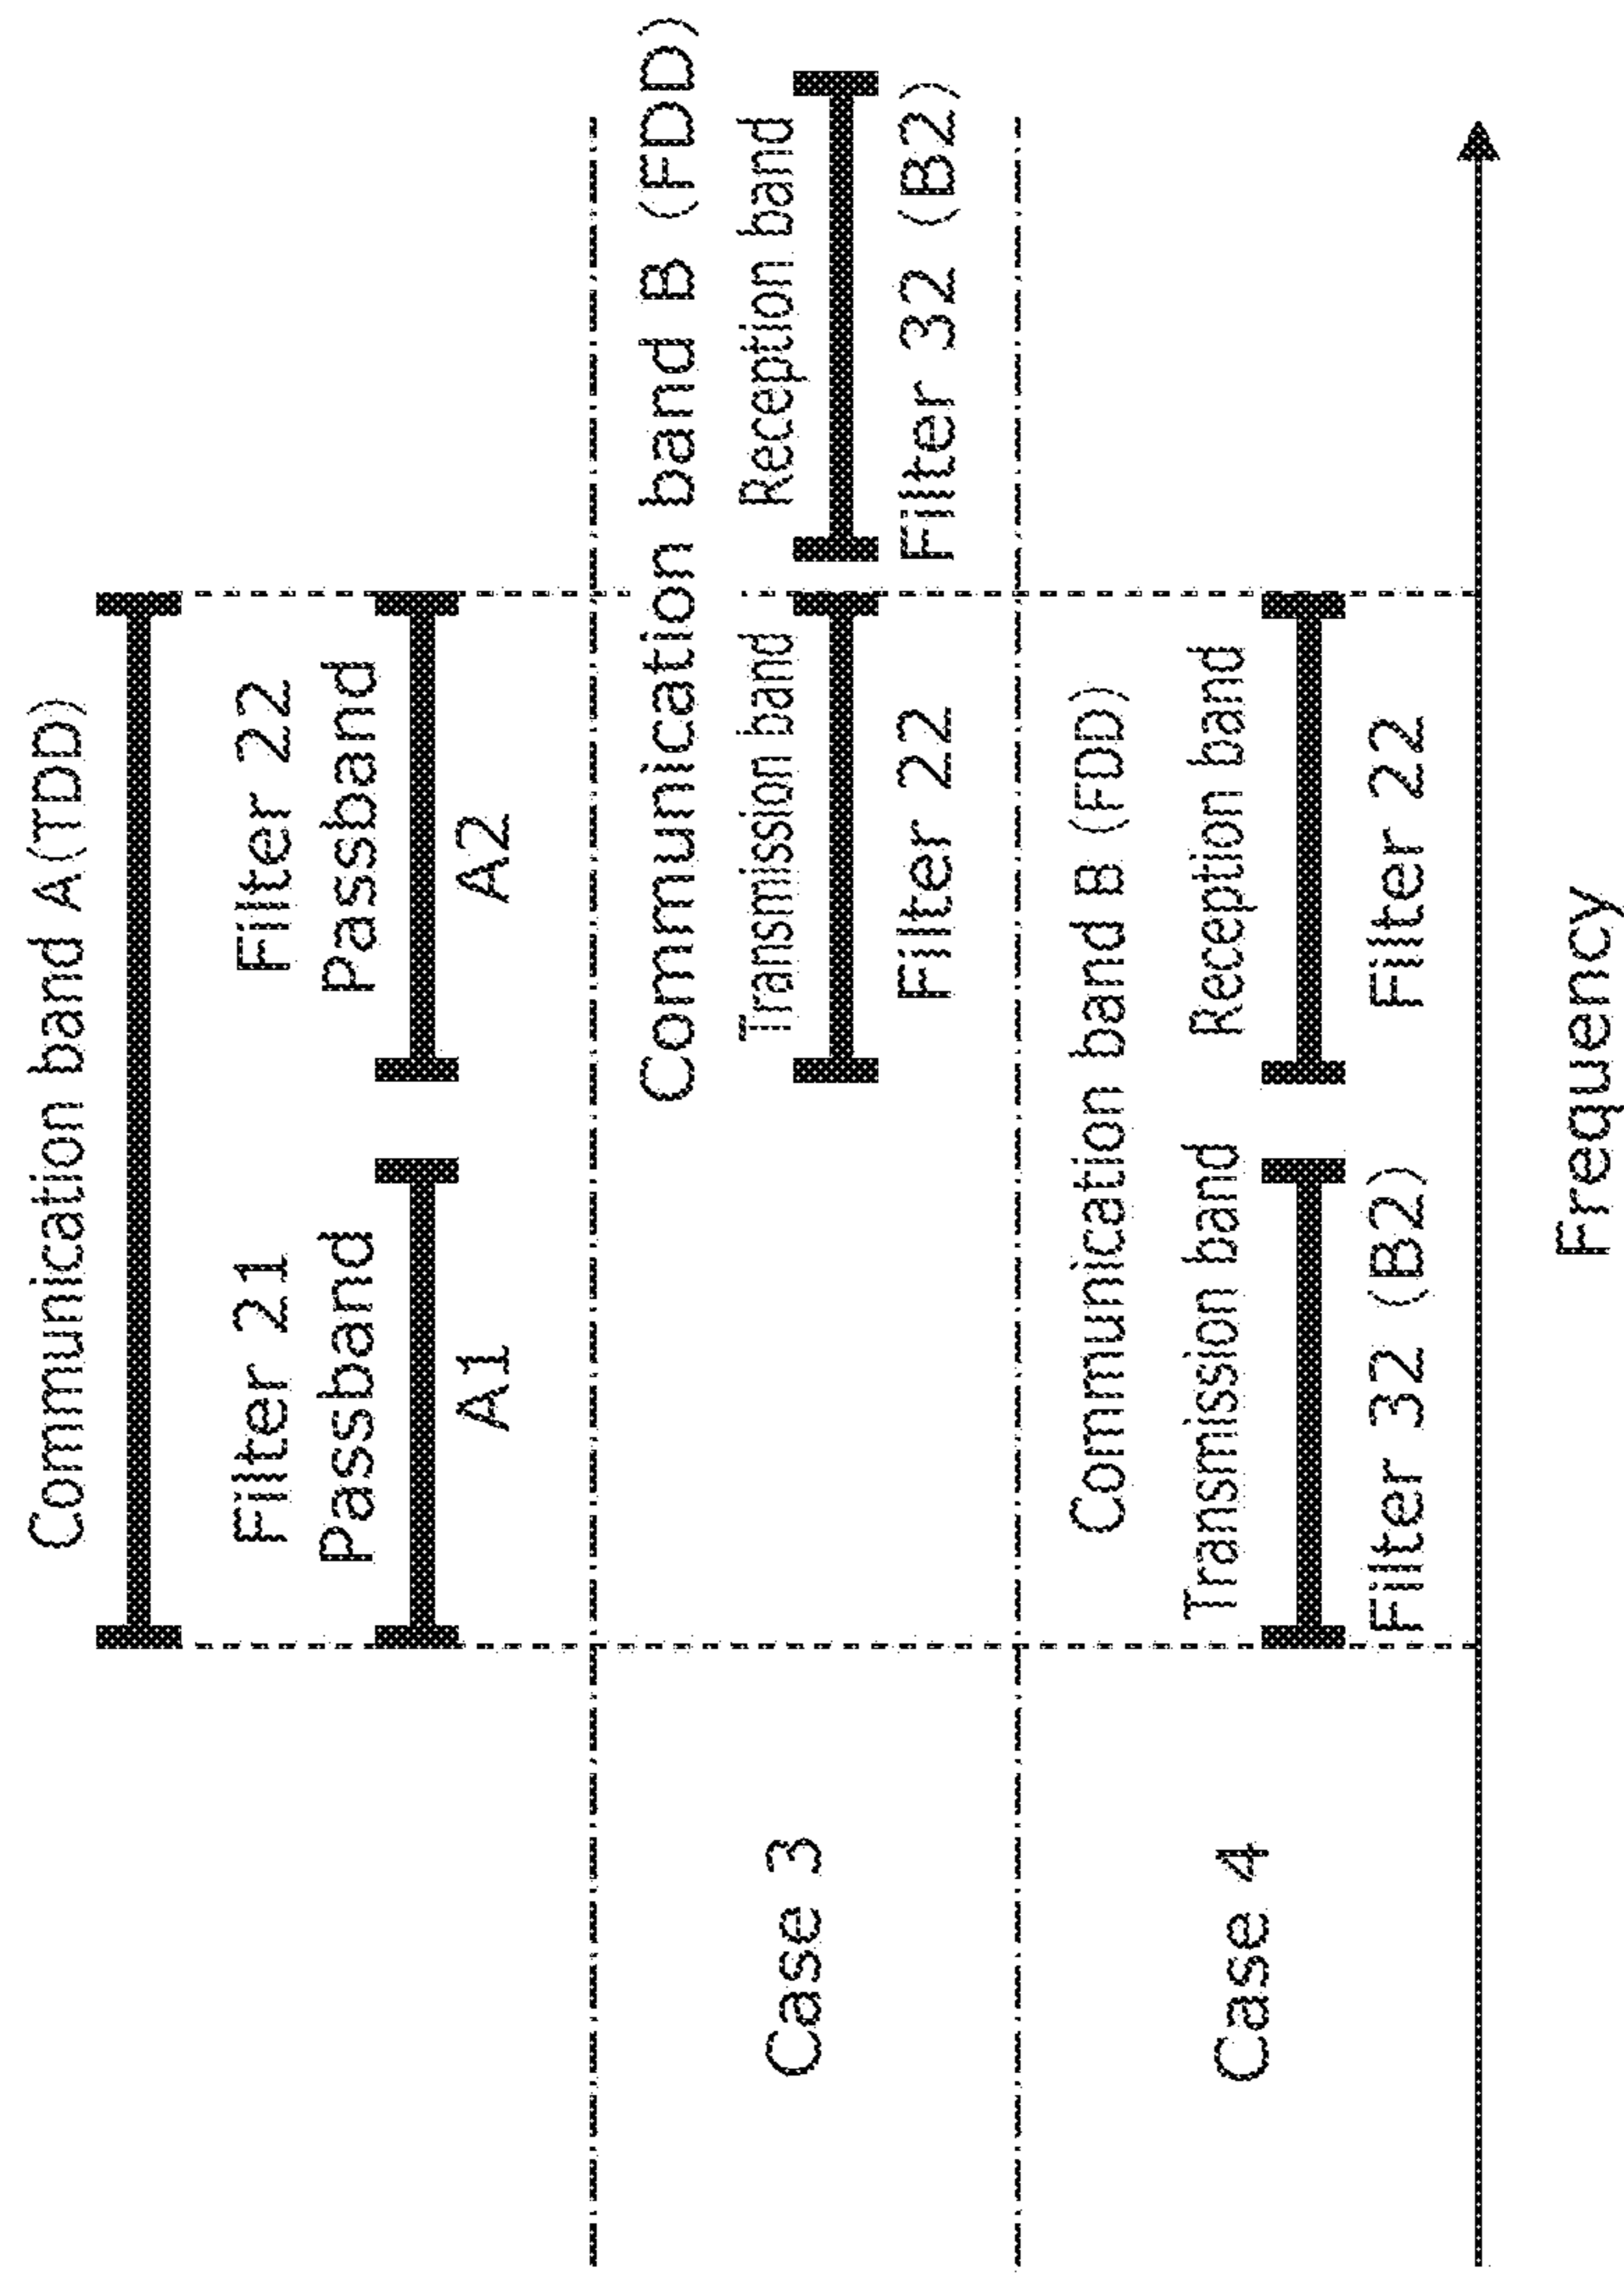 Communication band A(TDD)
Filter 21
Passband
Filter 22
Passband
A1
A2
Communication band B (FDD)
Case 3
Transmission band
Reception band
Filter 22
Filter 32 (B2)
Communication band B (FDD)
Case 4
Transmission band
Reception band
Filter 32 (B2)
Filter 22
Frequency